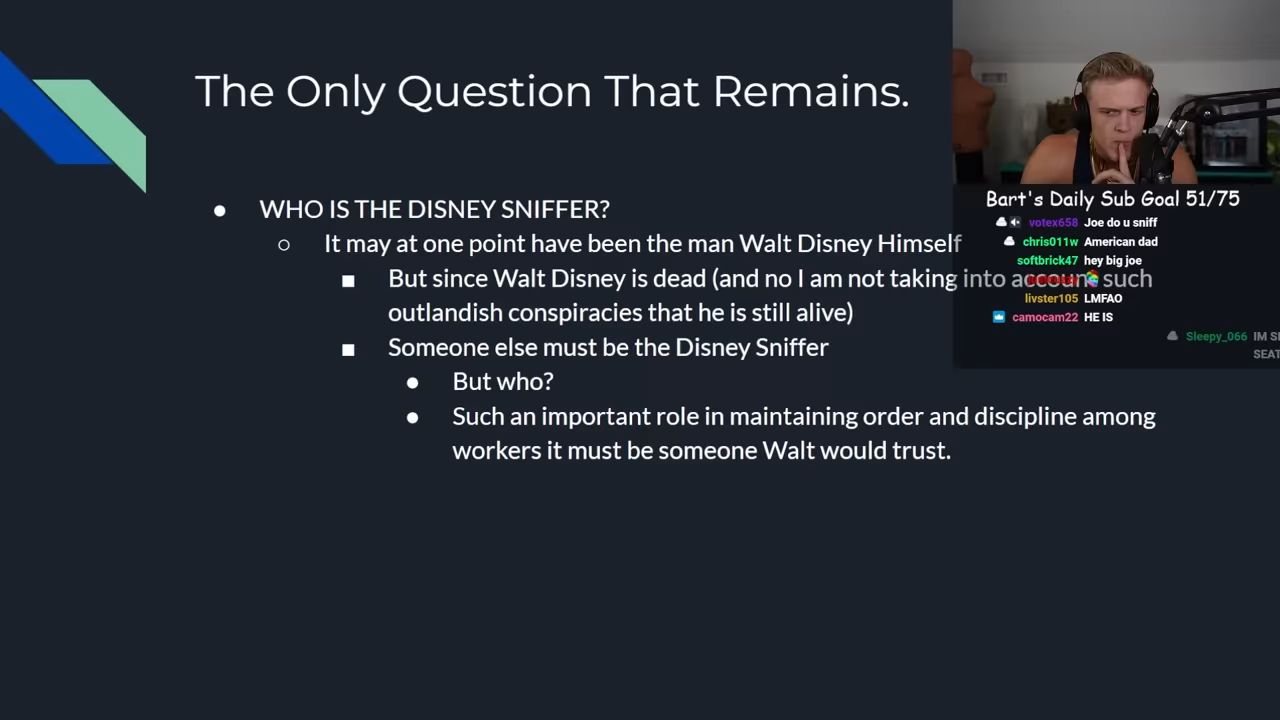 The Only Question That Remains.
● WHO IS THE DISNEY SNIFFER?
○ It may at one point have been the man Walt Disney Himself
■ But since Walt Disney is dead (and no I am not taking into account such
outlandish conspiracies that he is still alive)
■ Someone else must be the Disney Sniffer
● But who?
● Such an important role in maintaining order and discipline among
workers it must be someone Walt would trust.
Bart's Daily Sub Goal 51/75
votex658 Joe do u sniff
chris011w American dad
softbrick47 hey big joe
livster105 LMFAO
camocam22 HE IS
Sleepy_066 IM
SEAT